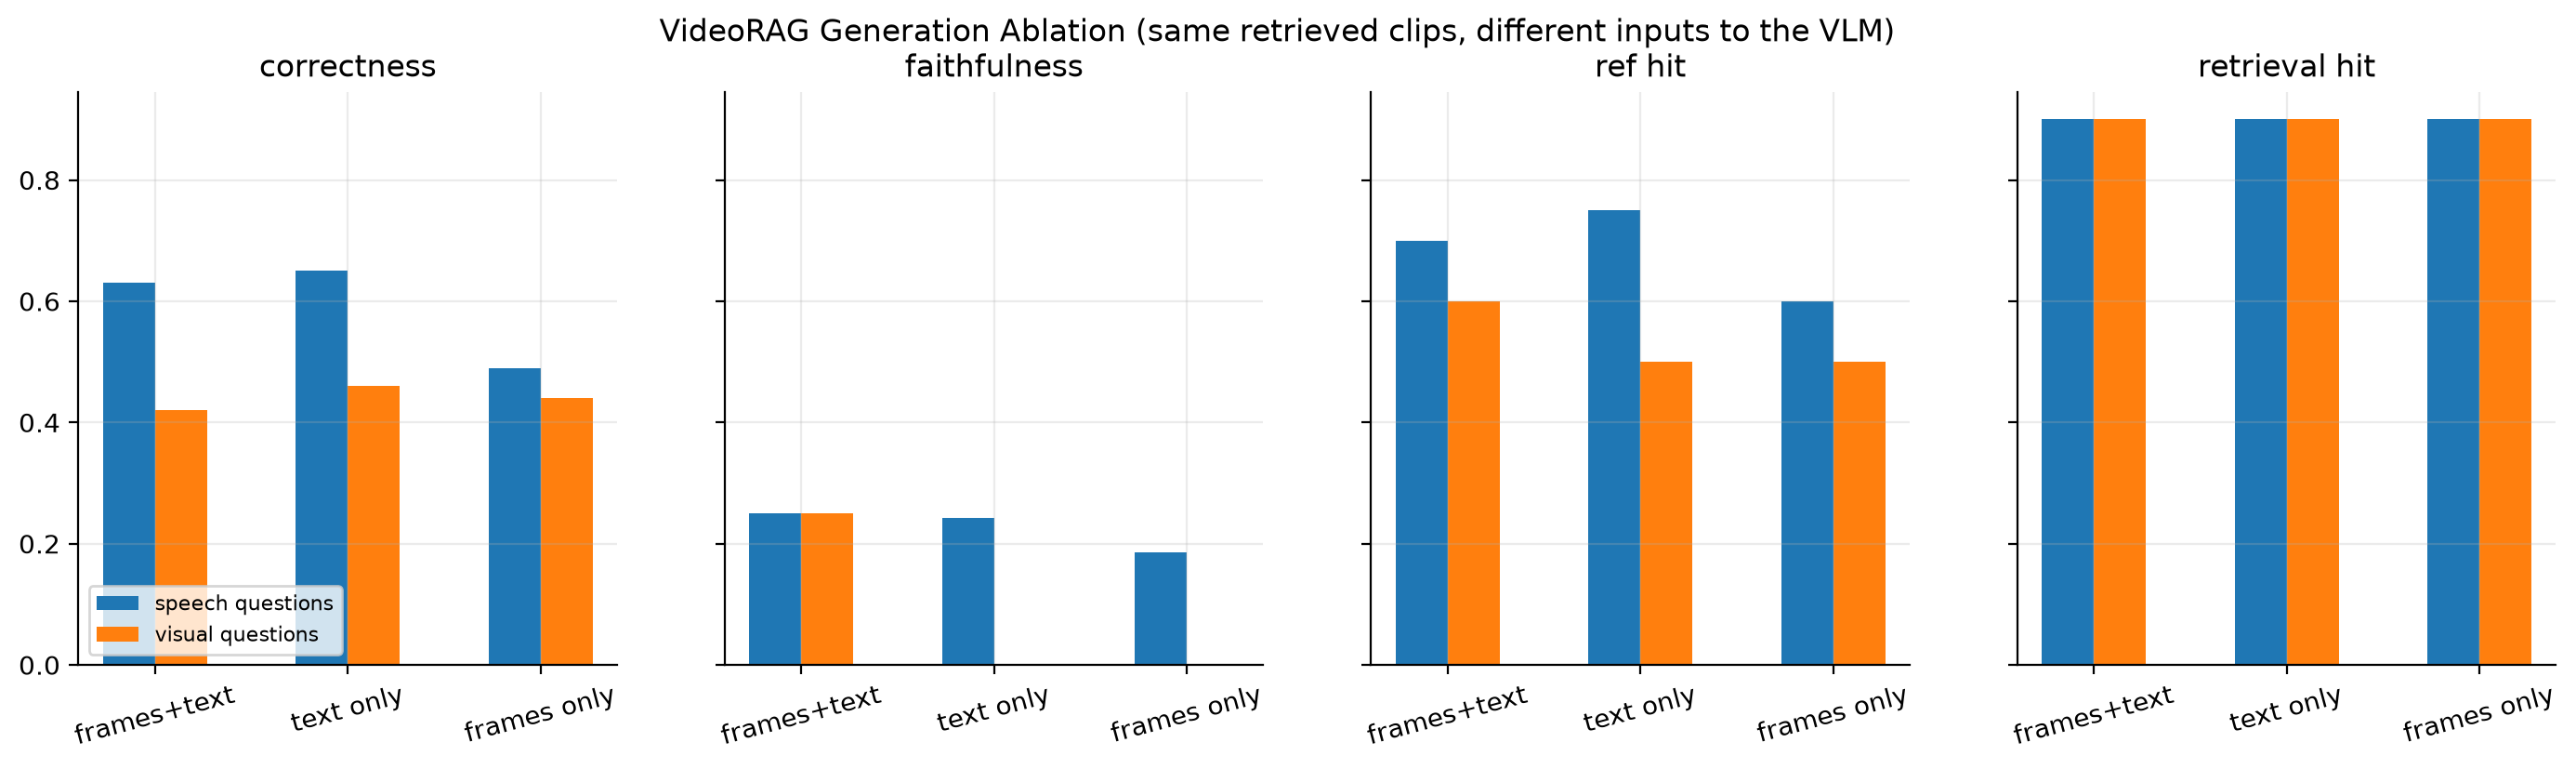 VideoRAG Generation Ablation (same retrieved clips, different inputs to the VLM)
correctness
faithfulness
ref hit
retrieval hit
0.8
0.6
0.4
0.2
0.0
speech questions
visual questions
frames+text
text only
frames only
frames+text
text only
frames only
frames+text
text only
frames only
frames+text
text only
frames only